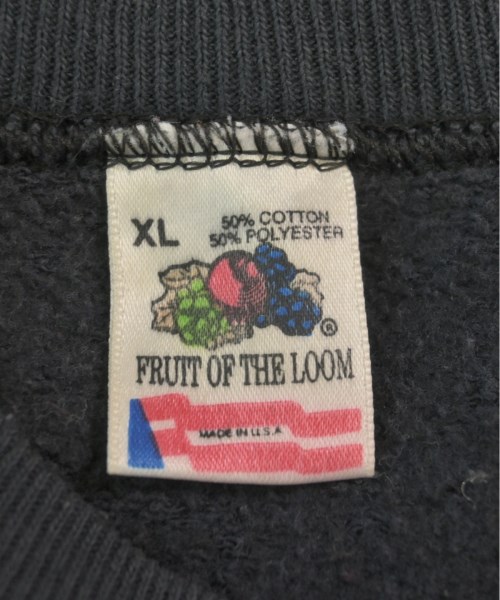 XL
50% COTTON
50% POLYESTER
®
FRUIT OF THE LOOM
MADE IN U.S.A